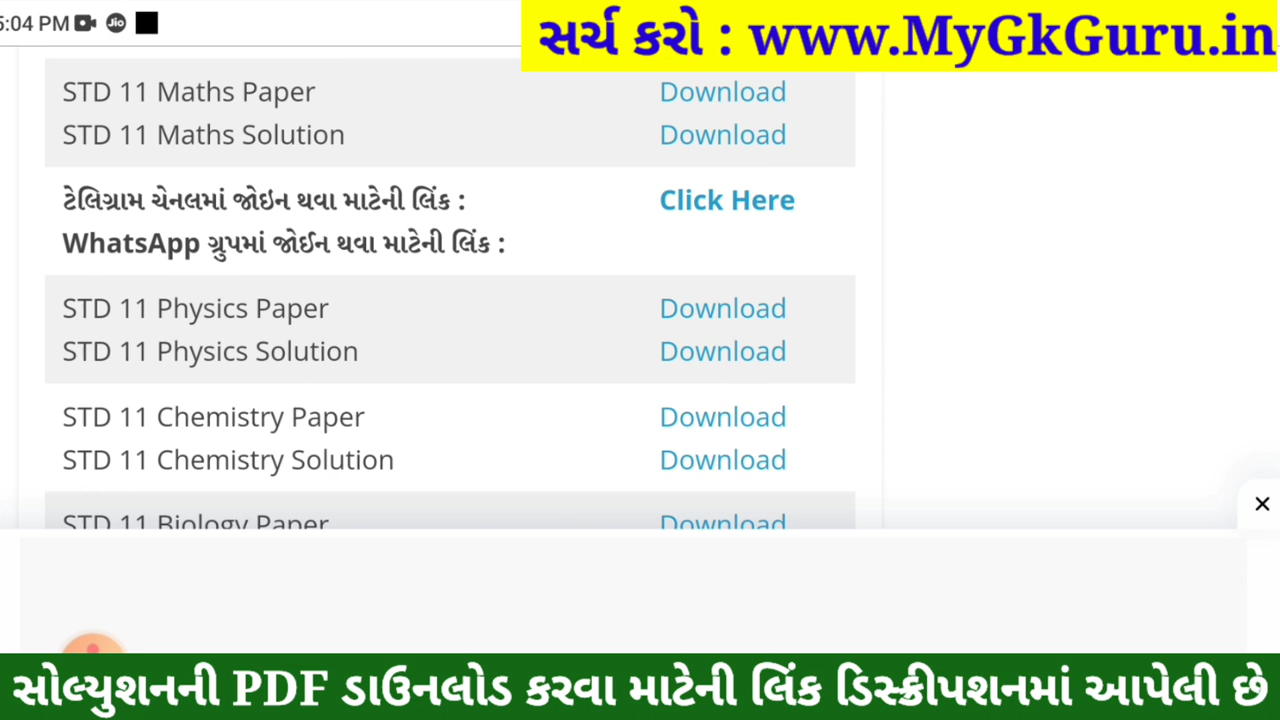 5:04 PM Jio
સર્ચ કરો : www.MyGkGuru.in
STD 11 Maths Paper Download
STD 11 Maths Solution Download
ટેલિગ્રામ ચેનલમાં જોઇન થવા માટેની લિંક : Click Here
WhatsApp ગ્રુપમાં જોઈન થવા માટેની લિંક :
STD 11 Physics Paper Download
STD 11 Physics Solution Download
STD 11 Chemistry Paper Download
STD 11 Chemistry Solution Download
STD 11 Biology Paper Download
સોલ્યુશનની PDF ડાઉનલોડ કરવા માટેની લિંક ડિસ્ક્રીપશનમાં આપેલી છે